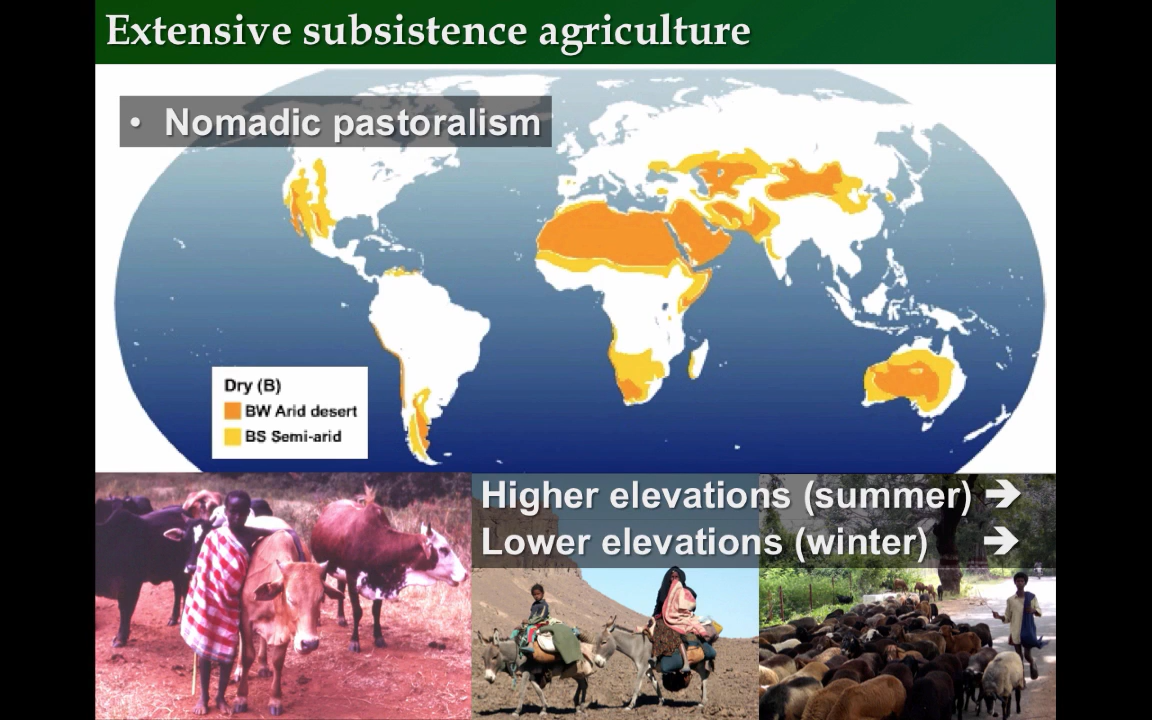 Extensive subsistence agriculture
• Nomadic pastoralism
Dry (B)
BW Arid desert
BS Semi-arid
Higher elevations (summer) ➔
Lower elevations (winter) ➔